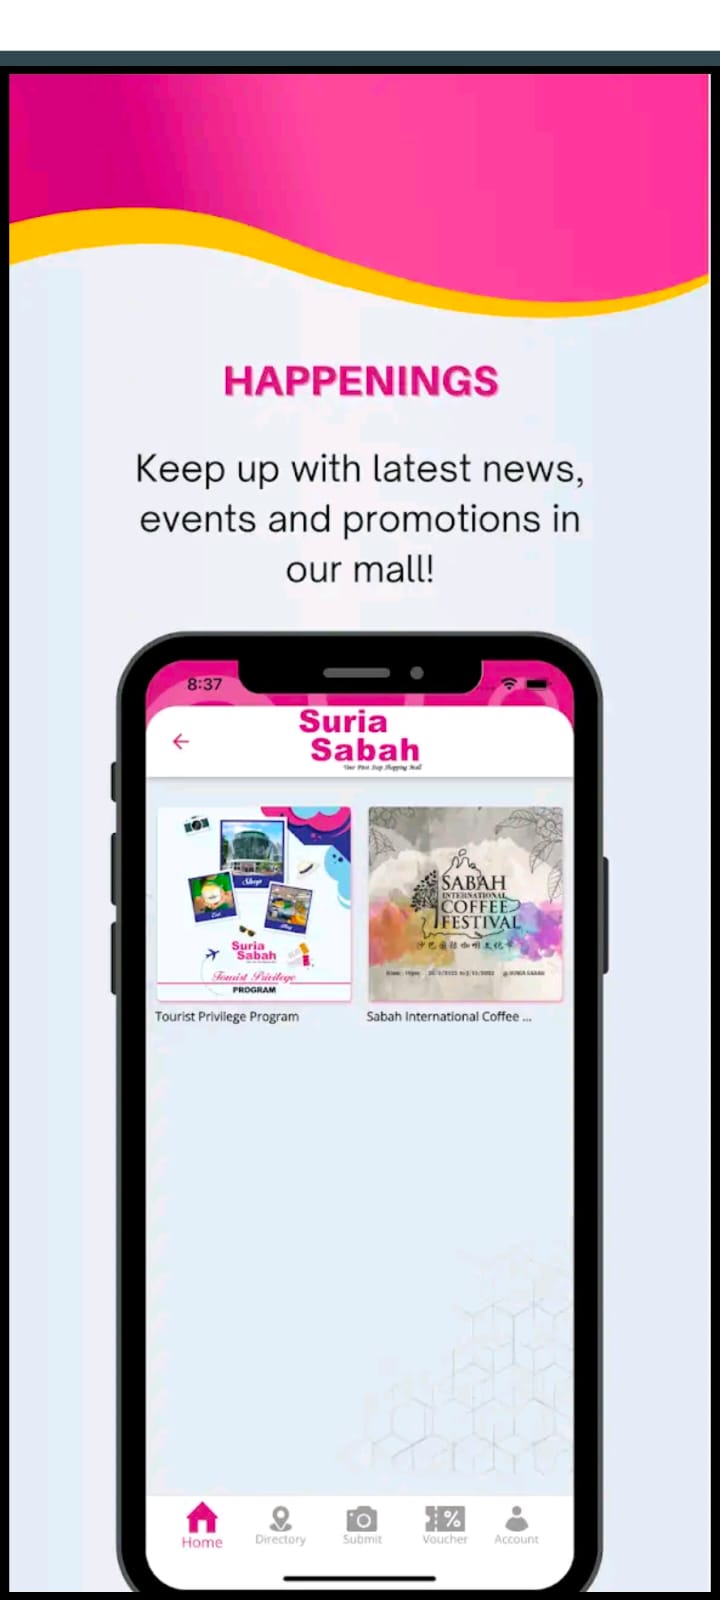 HAPPENINGS
Keep up with latest news,
events and promotions in
our mall!
8:37
Suria
Sabah
Your First Stop Shopping Mall
Shop
Eat
Play
Suria
Sabah
Tourist Privilege
PROGRAM
SABAH
INTERNATIONAL
COFFEE
FESTIVAL
沙巴国际咖啡文化节
@ SURIA SABAH
Tourist Privilege Program
Sabah International Coffee ...
%
Home
Directory
Submit
Voucher
Account